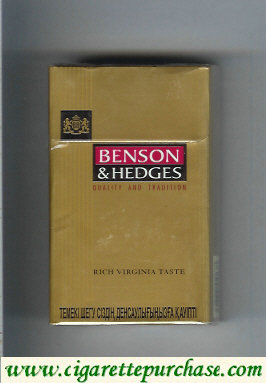 BENSON
& HEDGES
QUALITY AND TRADITION
RICH VIRGINIA TASTE
ТЕМЕКІ ШЕГУ СІЗДІҢ ДЕНСАУЛЫҒЫҢЫЗҒА ҚАУІПТІ
www.cigarettepurchase.com